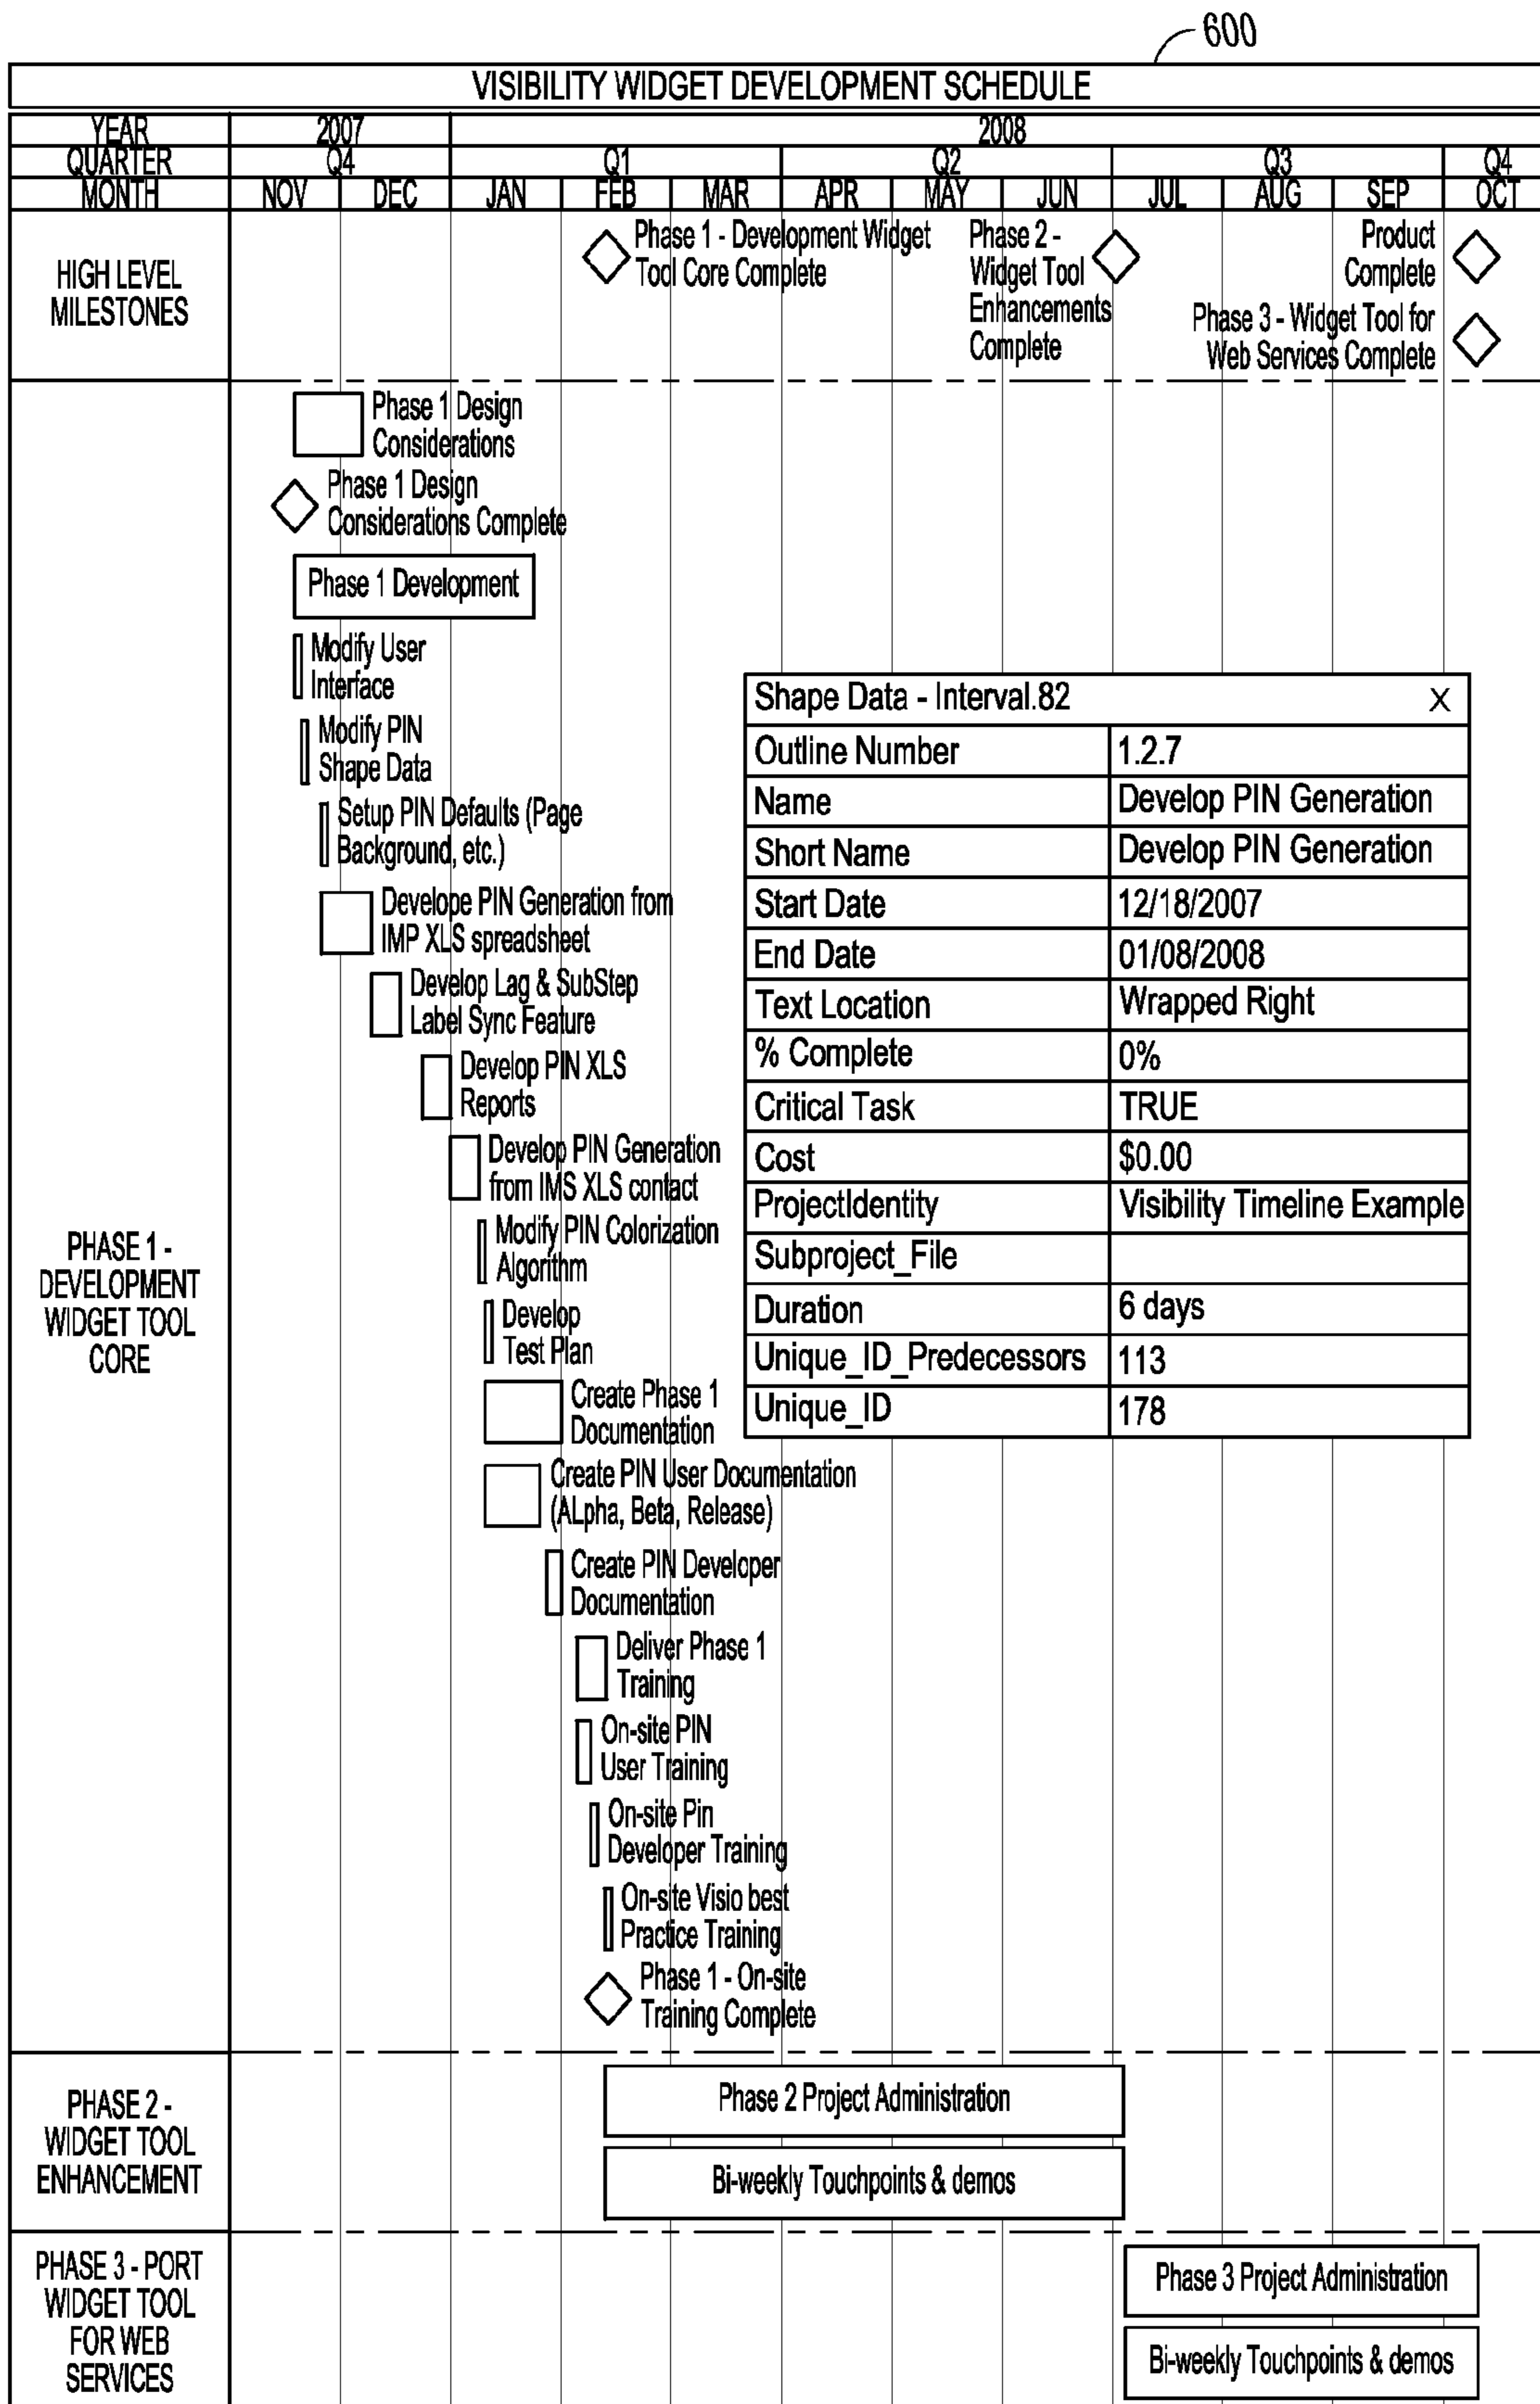 600
VISIBILITY WIDGET DEVELOPMENT SCHEDULE
YEAR 2007 2008
QUARTER Q4 Q1 Q2 Q3 Q4
MONTH NOV DEC JAN FEB MAR APR MAY JUN JUL AUG SEP OCT
HIGH LEVEL
MILESTONES
Phase 1 - Development Widget
Tool Core Complete
Phase 2 -
Widget Tool
Enhancements
Complete
Product
Complete
Phase 3 - Widget Tool for
Web Services Complete
PHASE 1 -
DEVELOPMENT
WIDGET TOOL
CORE
Phase 1 Design
Considerations
Phase 1 Design
Considerations Complete
Phase 1 Development
Modify User
Interface
Modify PIN
Shape Data
Setup PIN Defaults (Page
Background, etc.)
Develope PIN Generation from
IMP XLS spreadsheet
Develop Lag & SubStep
Label Sync Feature
Develop PIN XLS
Reports
Develop PIN Generation
from IMS XLS contact
Modify PIN Colorization
Algorithm
Develop
Test Plan
Create Phase 1
Documentation
Create PIN User Documentation
(ALpha, Beta, Release)
Create PIN Developer
Documentation
Deliver Phase 1
Training
On-site PIN
User Training
On-site Pin
Developer Training
On-site Visio best
Practice Training
Phase 1 - On-site
Training Complete
Shape Data - Interval.82 X
Outline Number 1.2.7
Name Develop PIN Generation
Short Name Develop PIN Generation
Start Date 12/18/2007
End Date 01/08/2008
Text Location Wrapped Right
% Complete 0%
Critical Task TRUE
Cost $0.00
ProjectIdentity Visibility Timeline Example
Subproject_File
Duration 6 days
Unique_ID_Predecessors 113
Unique_ID 178
PHASE 2 -
WIDGET TOOL
ENHANCEMENT
Phase 2 Project Administration
Bi-weekly Touchpoints & demos
PHASE 3 - PORT
WIDGET TOOL
FOR WEB
SERVICES
Phase 3 Project Administration
Bi-weekly Touchpoints & demos